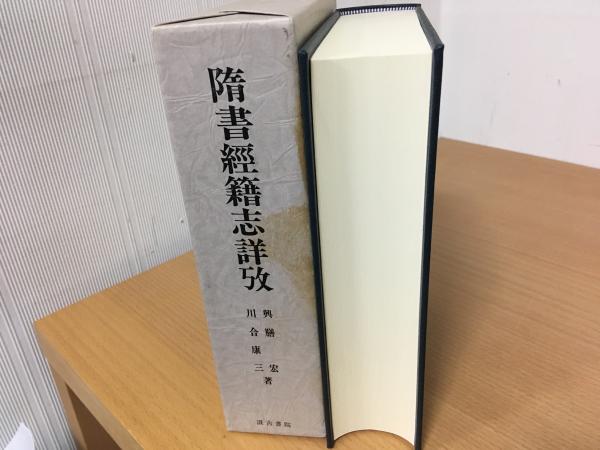 隋書經籍志詳攷
興膳宏
川合康三著
汲古書院